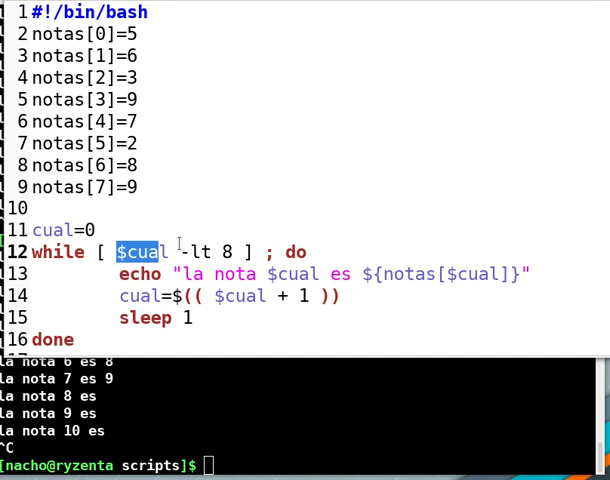 1 #!/bin/bash
2 notas[0]=5
3 notas[1]=6
4 notas[2]=3
5 notas[3]=9
6 notas[4]=7
7 notas[5]=2
8 notas[6]=8
9 notas[7]=9
10
11 cual=0
12 while [ $cual -lt 8 ] ; do
13 echo "la nota $cual es ${notas[$cual]}"
14 cual=$(( $cual + 1 ))
15 sleep 1
16 done
la nota 6 es 8
la nota 7 es 9
la nota 8 es
la nota 9 es
la nota 10 es
^C
[nacho@ryzenta scripts]$